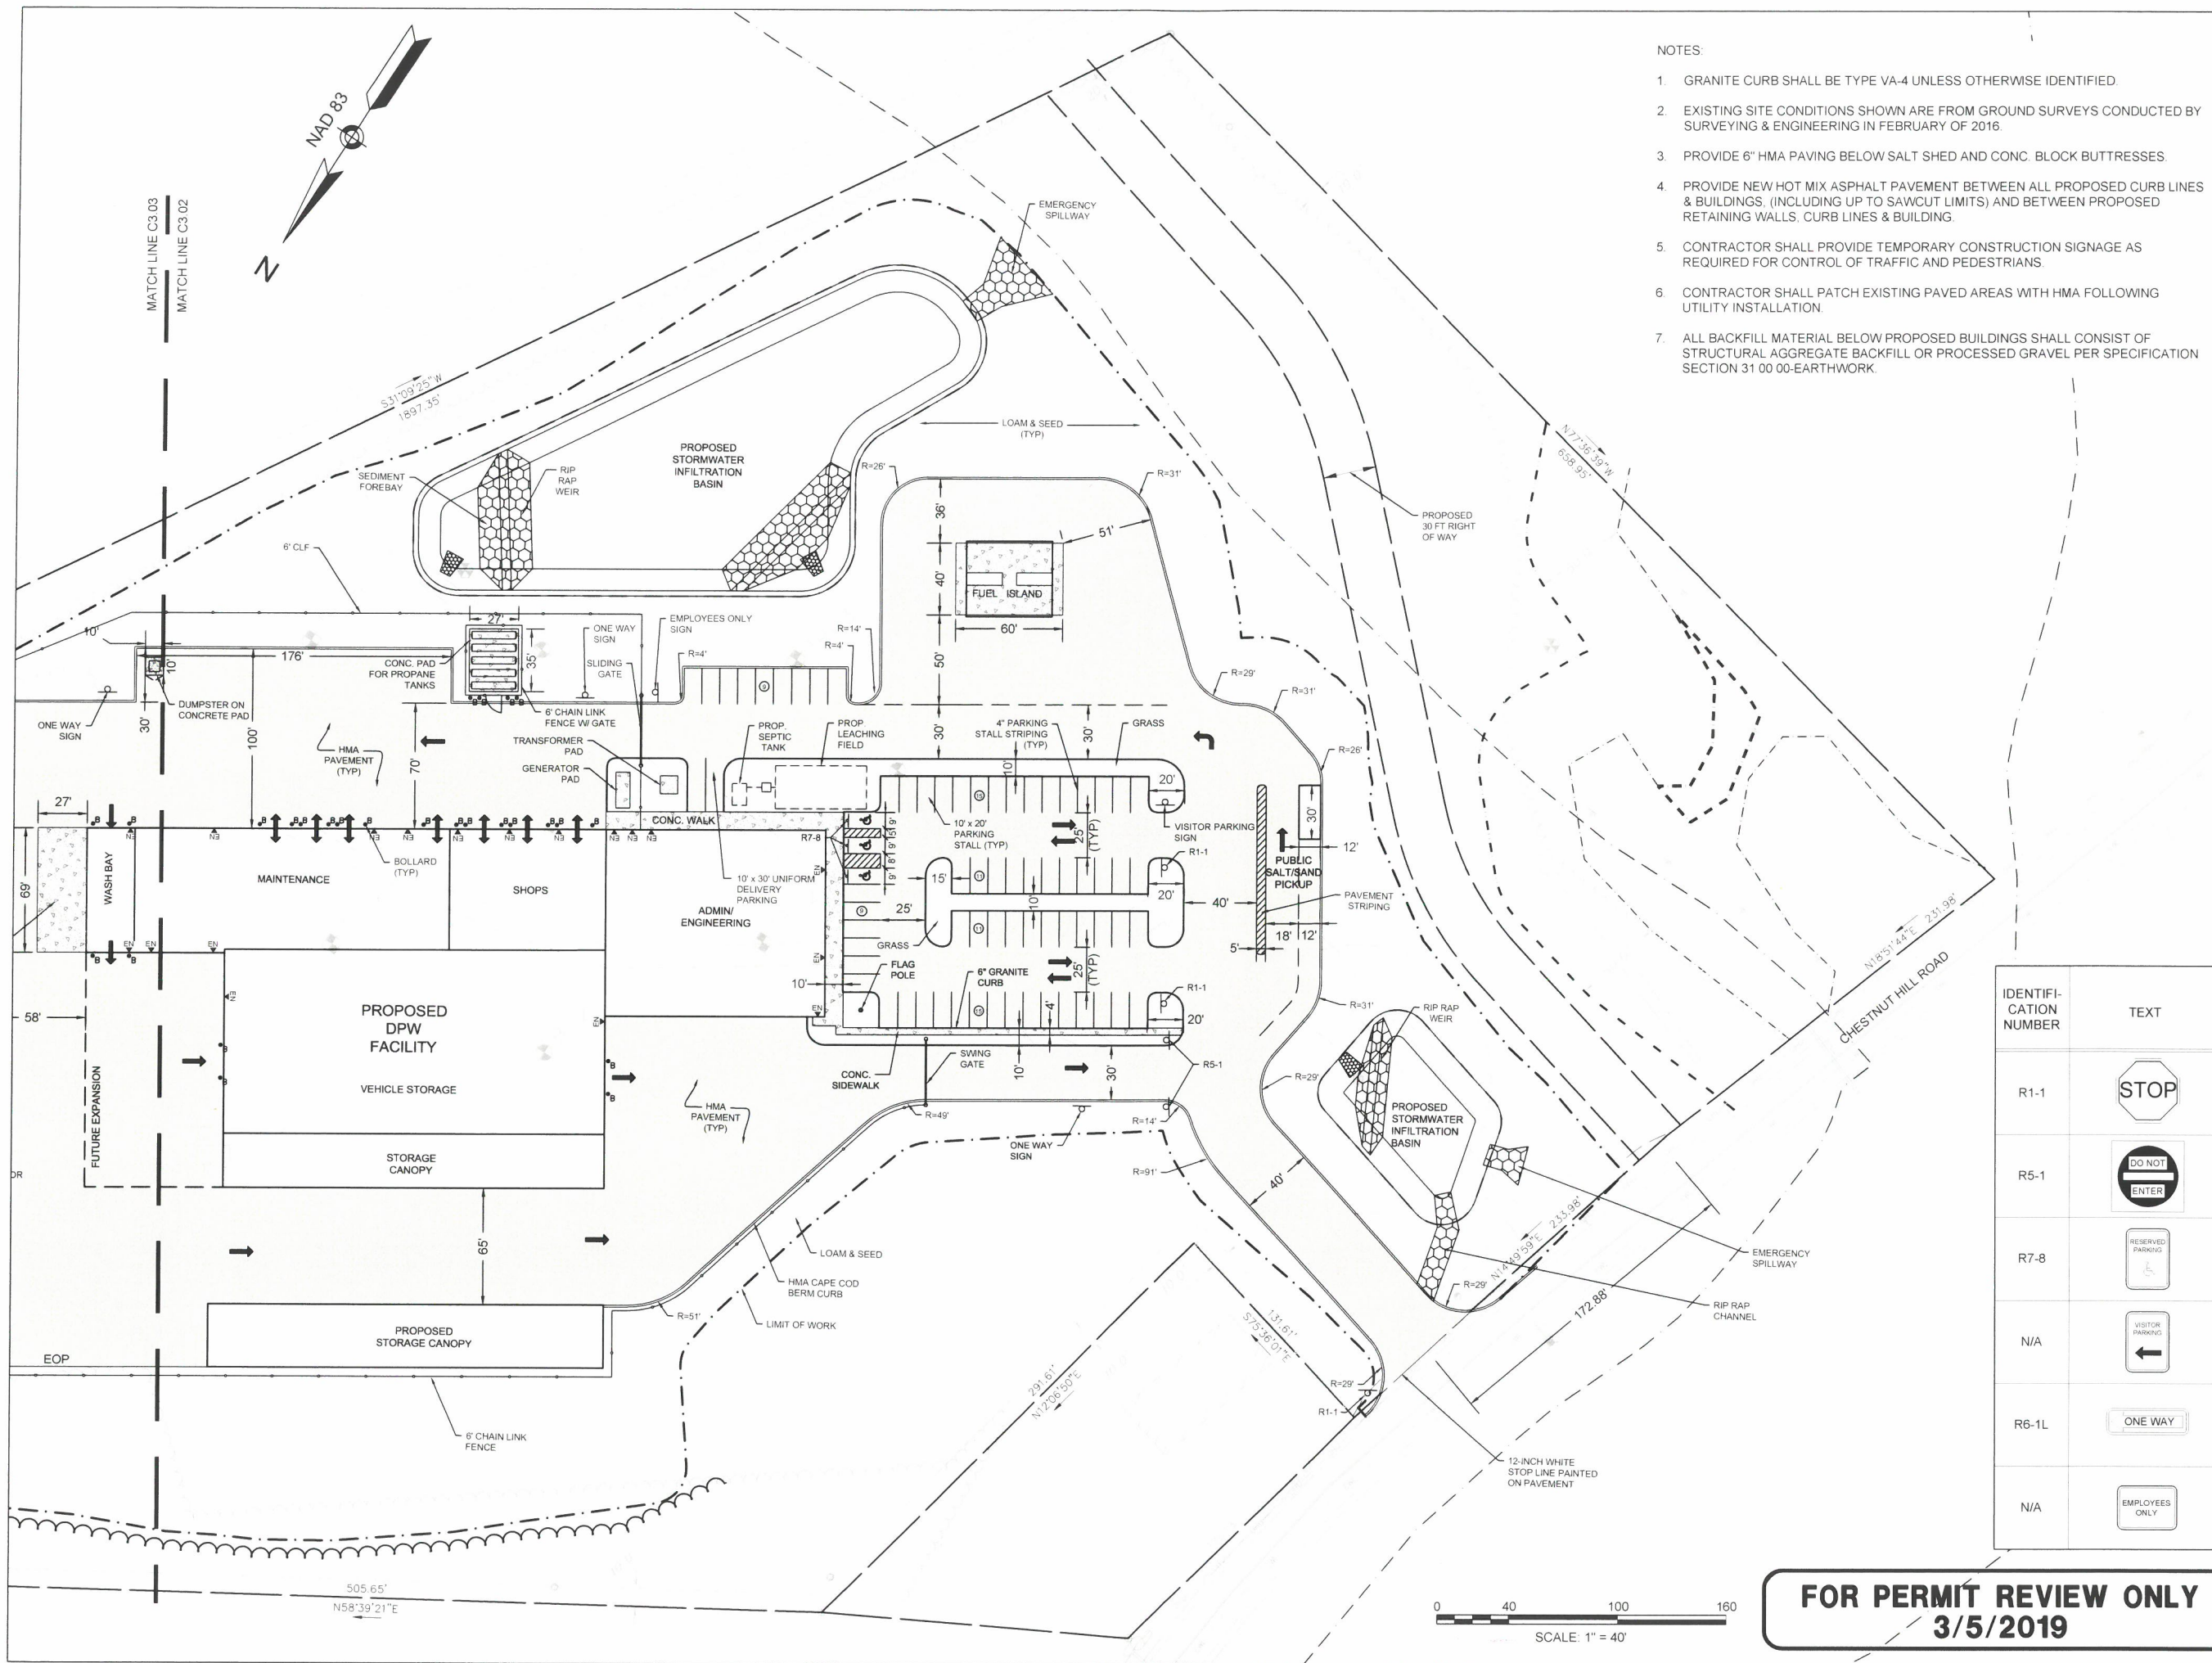 NOTES:
1. GRANITE CURB SHALL BE TYPE VA-4 UNLESS OTHERWISE IDENTIFIED.
2. EXISTING SITE CONDITIONS SHOWN ARE FROM GROUND SURVEYS CONDUCTED BY
SURVEYING & ENGINEERING IN FEBRUARY OF 2016.
3. PROVIDE 6" HMA PAVING BELOW SALT SHED AND CONC. BLOCK BUTTRESSES.
4. PROVIDE NEW HOT MIX ASPHALT PAVEMENT BETWEEN ALL PROPOSED CURB LINES
& BUILDINGS, (INCLUDING UP TO SAWCUT LIMITS) AND BETWEEN PROPOSED
RETAINING WALLS, CURB LINES & BUILDING.
5. CONTRACTOR SHALL PROVIDE TEMPORARY CONSTRUCTION SIGNAGE AS
REQUIRED FOR CONTROL OF TRAFFIC AND PEDESTRIANS.
6. CONTRACTOR SHALL PATCH EXISTING PAVED AREAS WITH HMA FOLLOWING
UTILITY INSTALLATION.
7. ALL BACKFILL MATERIAL BELOW PROPOSED BUILDINGS SHALL CONSIST OF
STRUCTURAL AGGREGATE BACKFILL OR PROCESSED GRAVEL PER SPECIFICATION
SECTION 31 00 00-EARTHWORK.
NAD 83
N
MATCH LINE C3.03
MATCH LINE C3.02
EMERGENCY
SPILLWAY
S31°09'25"W
1897.35'
N77°36'39"W
658.95'
LOAM & SEED
(TYP)
PROPOSED
STORMWATER
INFILTRATION
BASIN
SEDIMENT
FOREBAY
RIP
RAP
WEIR
R=26'
R=31'
36'
51'
PROPOSED
30 FT RIGHT
OF WAY
6' CLF
40'
FUEL ISLAND
60'
50'
10'
176'
10'
30'
27'
35'
CONC. PAD
FOR PROPANE
TANKS
ONE WAY
SIGN
EMPLOYEES ONLY
SIGN
SLIDING
GATE
R=4'
R=14'
R=4'
9
R=29'
R=31'
ONE WAY
SIGN
DUMPSTER ON
CONCRETE PAD
100'
HMA
PAVEMENT
(TYP)
70'
6' CHAIN LINK
FENCE W/ GATE
TRANSFORMER
PAD
GENERATOR
PAD
PROP.
SEPTIC
TANK
PROP.
LEACHING
FIELD
30'
4" PARKING
STALL STRIPING
(TYP)
30'
GRASS
R=26'
10'
20'
27'
69'
WASH BAY
MAINTENANCE
BOLLARD
(TYP)
SHOPS
CONC. WALK
R7-8
10' x 30' UNIFORM
DELIVERY
PARKING
ADMIN/
ENGINEERING
9' 15' 9' 18' 9'
15
10' x 20'
PARKING
STALL (TYP)
25'
(TYP)
VISITOR PARKING
SIGN
R1-1
30'
12'
PUBLIC
SALT/SAND
PICKUP
PAVEMENT
STRIPING
15'
11
20'
9
25'
10'
40'
11
18'
12'
5'
GRASS
FLAG
POLE
6" GRANITE
CURB
25'
(TYP)
10'
15
4'
R1-1
20'
58'
FUTURE EXPANSION
PROPOSED
DPW
FACILITY
VEHICLE STORAGE
STORAGE
CANOPY
CONC.
SIDEWALK
SWING
GATE
10'
30'
R5-1
R=31'
RIP RAP
WEIR
R=29'
HMA
PAVEMENT
(TYP)
R=49'
ONE WAY
SIGN
R=14'
R=91'
40'
PROPOSED
STORMWATER
INFILTRATION
BASIN
CHESTNUT HILL ROAD
N18°51'44"E
231.98'
OR
65'
LOAM & SEED
HMA CAPE COD
BERM CURB
LIMIT OF WORK
R=51'
PROPOSED
STORAGE CANOPY
EOP
6' CHAIN LINK
FENCE
N14°49'59"E
233.98'
R=29'
172.88'
EMERGENCY
SPILLWAY
RIP RAP
CHANNEL
131.61'
S75°36'01"E
291.61'
N12°06'50"E
R=29'
R1-1
12-INCH WHITE
STOP LINE PAINTED
ON PAVEMENT
505.65'
N58°39'21"E
IDENTIFI-
CATION
NUMBER
TEXT
R1-1
STOP
R5-1
DO NOT
ENTER
R7-8
RESERVED
PARKING
N/A
VISITOR
PARKING
R6-1L
ONE WAY
N/A
EMPLOYEES
ONLY
0 40 100 160
SCALE: 1" = 40'
FOR PERMIT REVIEW ONLY
3/5/2019